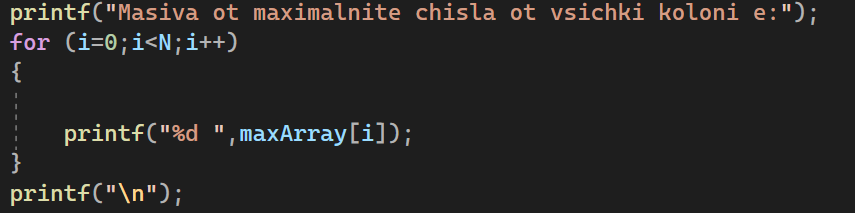 printf("Masiva ot maximalnite chisla ot vsichki koloni e:");
for (i=0;i<N;i++)
{
printf("%d ",maxArray[i]);
}
printf("\n");